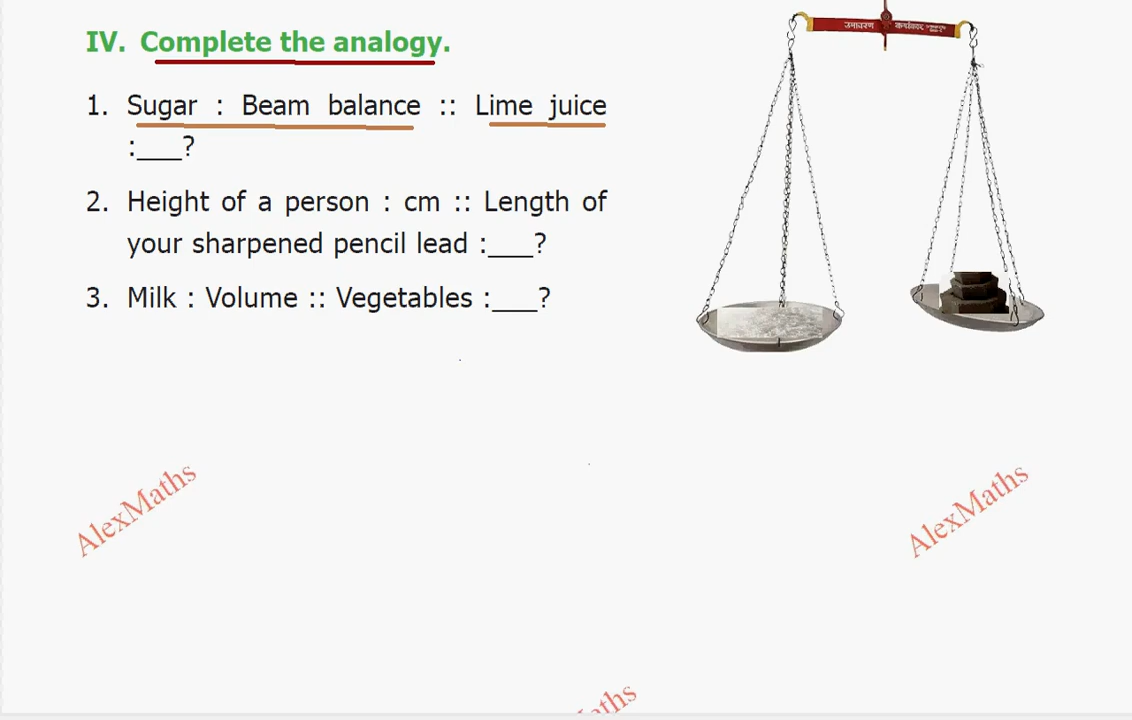 IV. Complete the analogy.
1. Sugar : Beam balance :: Lime juice
:___?
2. Height of a person : cm :: Length of
your sharpened pencil lead :___?
3. Milk : Volume :: Vegetables :___?
AlexMaths
AlexMaths